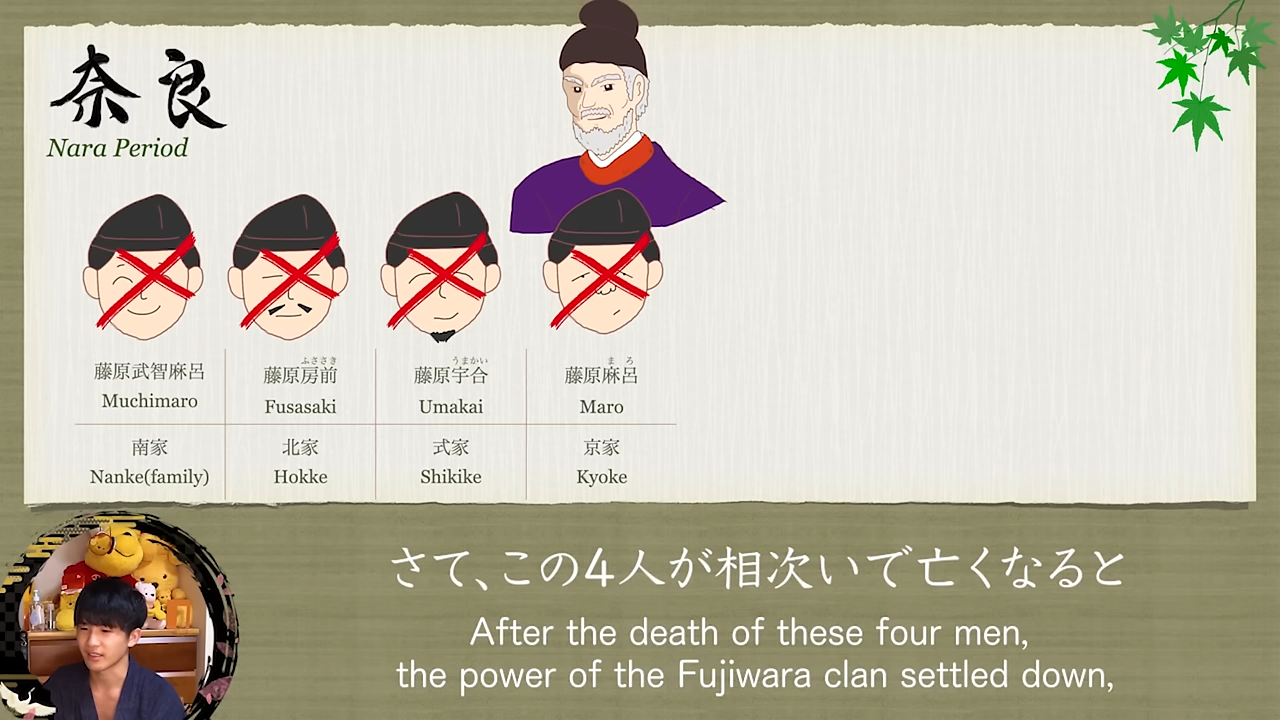 奈良
Nara Period
藤原武智麻呂
Muchimaro
ふささき
藤原房前
Fusasaki
うまかい
藤原宇合
Umakai
まろ
藤原麻呂
Maro
南家
Nanke(family)
北家
Hokke
式家
Shikike
京家
Kyoke
さて、この4人が相次いで亡くなると
After the death of these four men,
the power of the Fujiwara clan settled down,